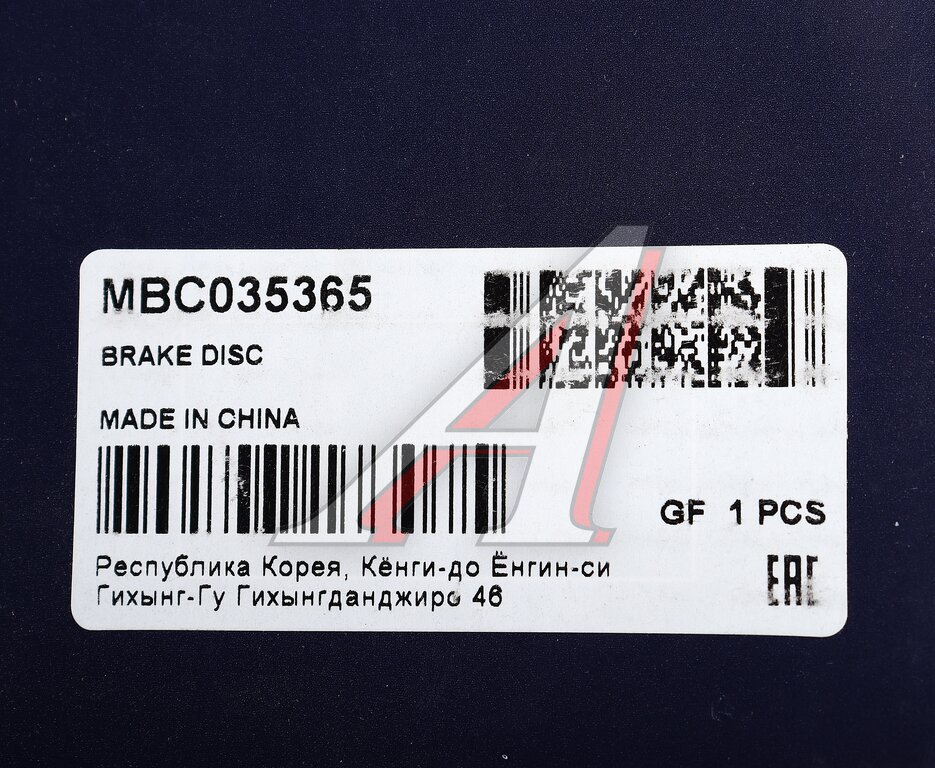 MBC035365
BRAKE DISC
MADE IN CHINA
GF 1 PCS
Республика Корея, Кёнги-до Ёнгин-си
Гихынг-Гу Гихынгданджиро 46
EAC